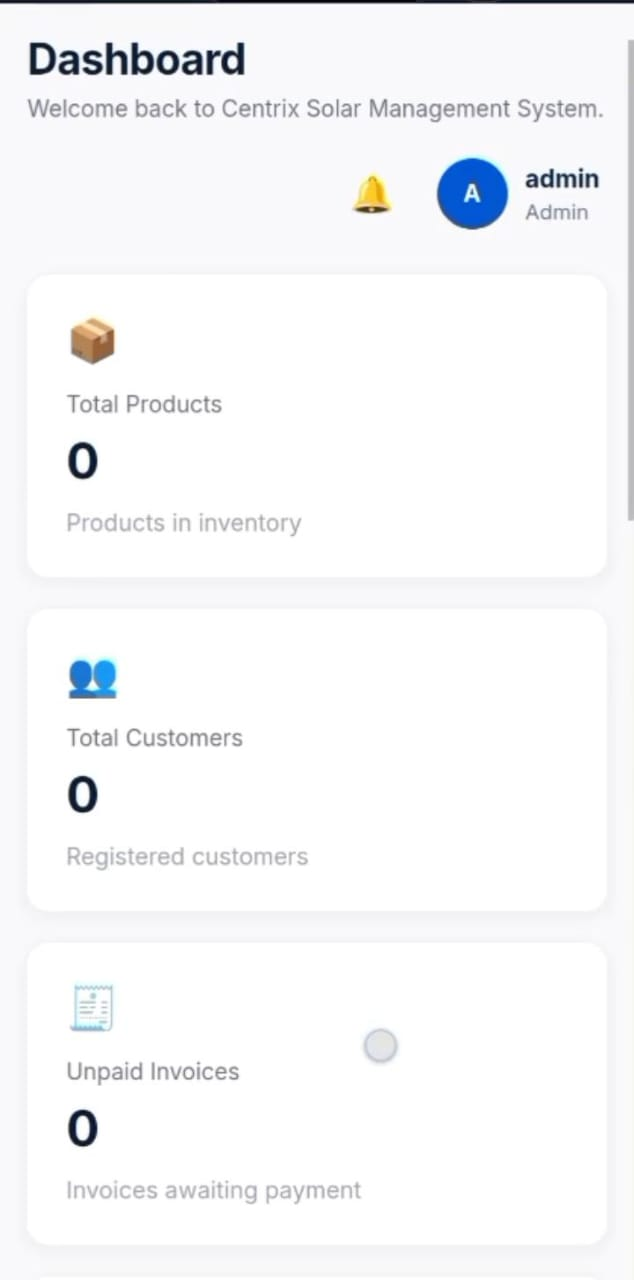 Dashboard
Welcome back to Centrix Solar Management System.
A
admin
Admin
Total Products
0
Products in inventory
Total Customers
0
Registered customers
Unpaid Invoices
0
Invoices awaiting payment